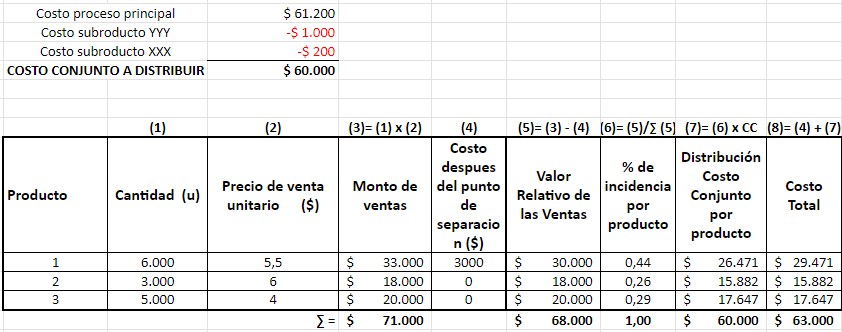 Costo proceso principal $ 61.200
Costo subroducto YYY -$ 1.000
Costo subroducto XXX -$ 200
COSTO CONJUNTO A DISTRIBUIR $ 60.000
(1) (2) (3)= (1) x (2) (4) (5)= (3) - (4) (6)= (5)/∑ (5) (7)= (6) x CC (8)= (4) + (7)
Producto Cantidad (u) Precio de venta unitario ($) Monto de ventas Costo despues del punto de separacio n ($) Valor Relativo de las Ventas % de incidencia por producto Distribución Costo Conjunto por producto Costo Total
1 6.000 5,5 $ 33.000 3000 $ 30.000 0,44 $ 26.471 $ 29.471
2 3.000 6 $ 18.000 0 $ 18.000 0,26 $ 15.882 $ 15.882
3 5.000 4 $ 20.000 0 $ 20.000 0,29 $ 17.647 $ 17.647
∑ = $ 71.000 $ 68.000 1,00 $ 60.000 $ 63.000